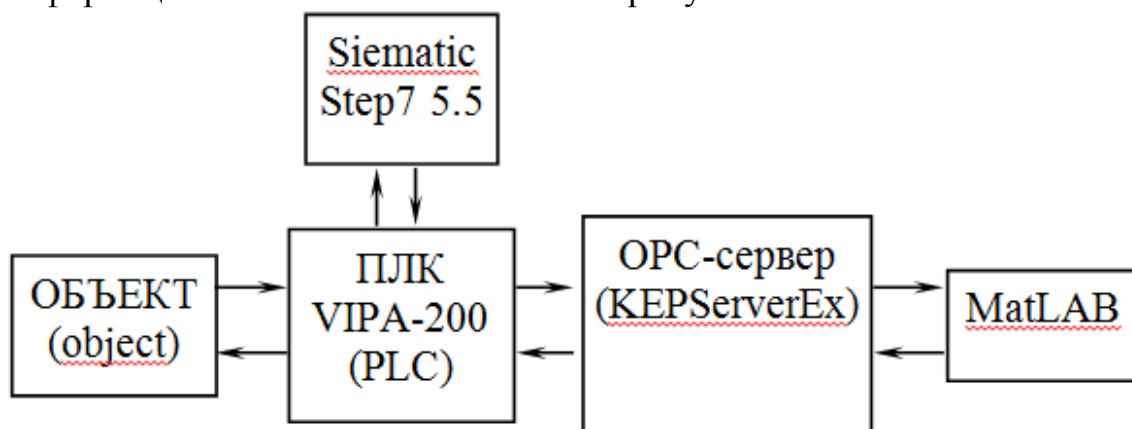 Siematic
Step7 5.5
ОБЪЕКТ
(object)
ПЛК
VIPA-200
(PLC)
OPC-сервер
(KEPServerEx)
MatLAB